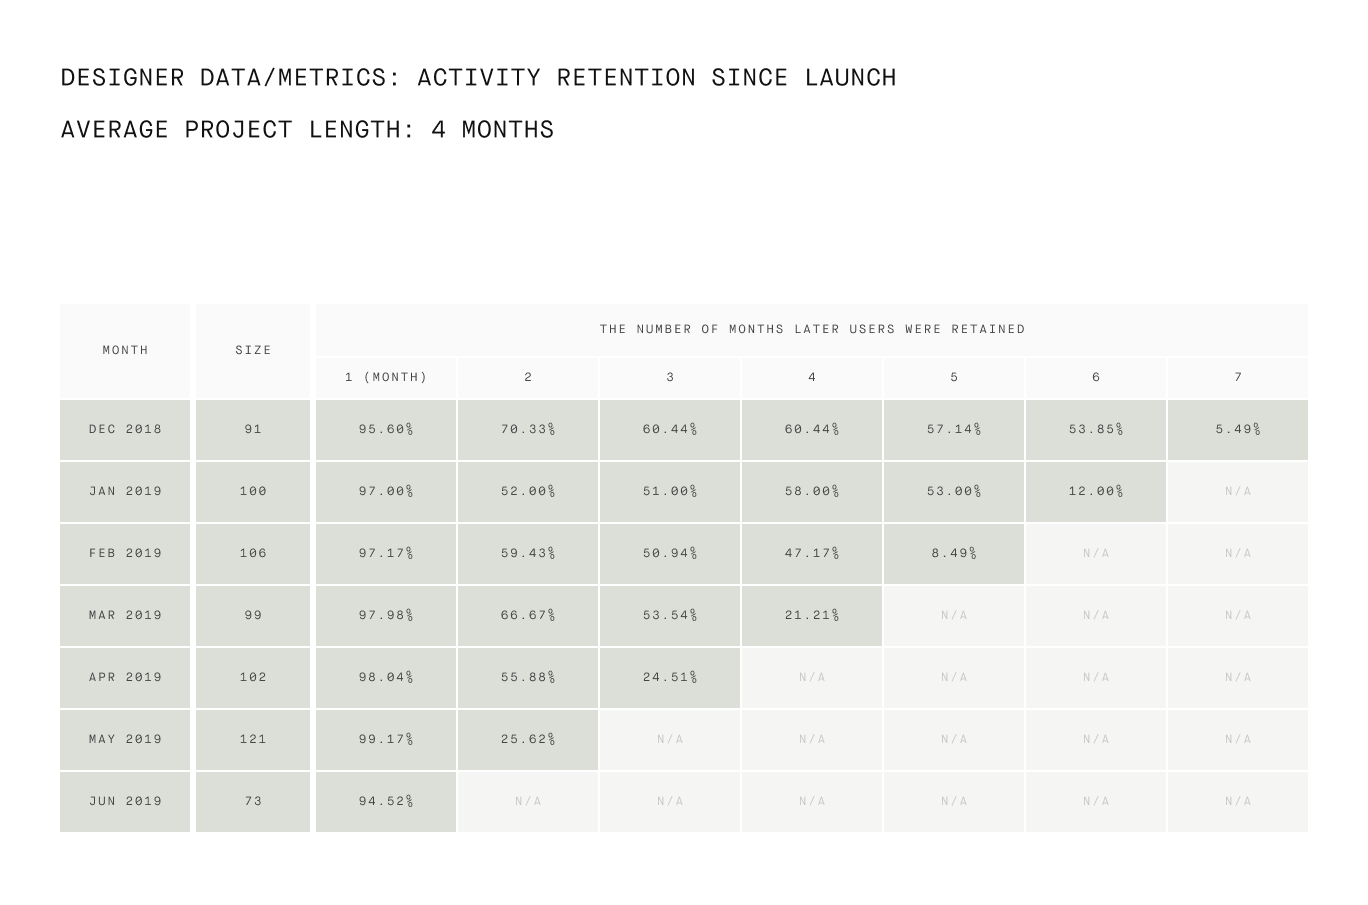 DESIGNER DATA/METRICS: ACTIVITY RETENTION SINCE LAUNCH
AVERAGE PROJECT LENGTH: 4 MONTHS
MONTH SIZE THE NUMBER OF MONTHS LATER USERS WERE RETAINED
1 (MONTH) 2 3 4 5 6 7
DEC 2018 91 95.60% 70.33% 60.44% 60.44% 57.14% 53.85% 5.49%
JAN 2019 100 97.00% 52.00% 51.00% 58.00% 53.00% 12.00% N/A
FEB 2019 106 97.17% 59.43% 50.94% 47.17% 8.49% N/A N/A
MAR 2019 99 97.98% 66.67% 53.54% 21.21% N/A N/A N/A
APR 2019 102 98.04% 55.88% 24.51% N/A N/A N/A N/A
MAY 2019 121 99.17% 25.62% N/A N/A N/A N/A N/A
JUN 2019 73 94.52% N/A N/A N/A N/A N/A N/A